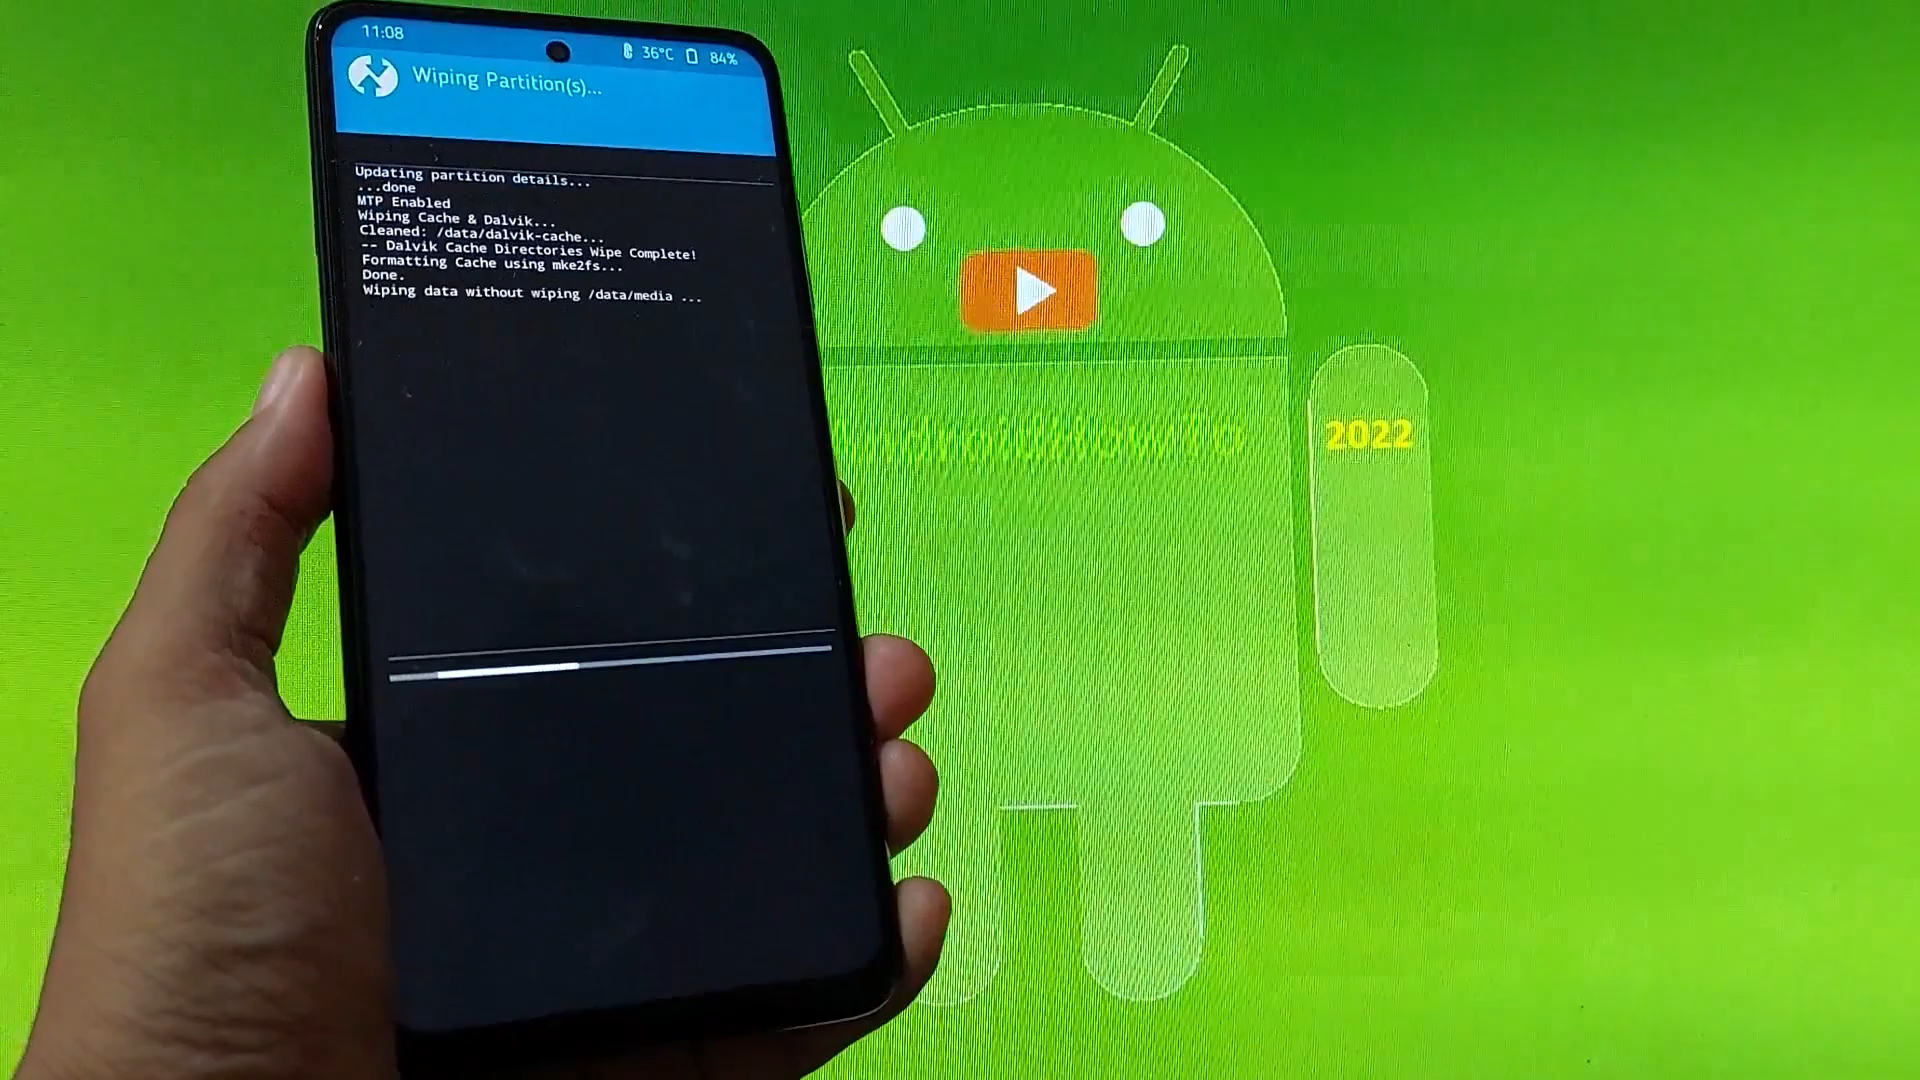 11:08
36°C 84%
Wiping Partition(s)...
Updating partition details...
...done
MTP Enabled
Wiping Cache & Dalvik...
Cleaned: /data/dalvik-cache...
-- Dalvik Cache Directories Wipe Complete!
Formatting Cache using mke2fs...
Done.
Wiping data without wiping /data/media ...
ndroidHowTo
2022